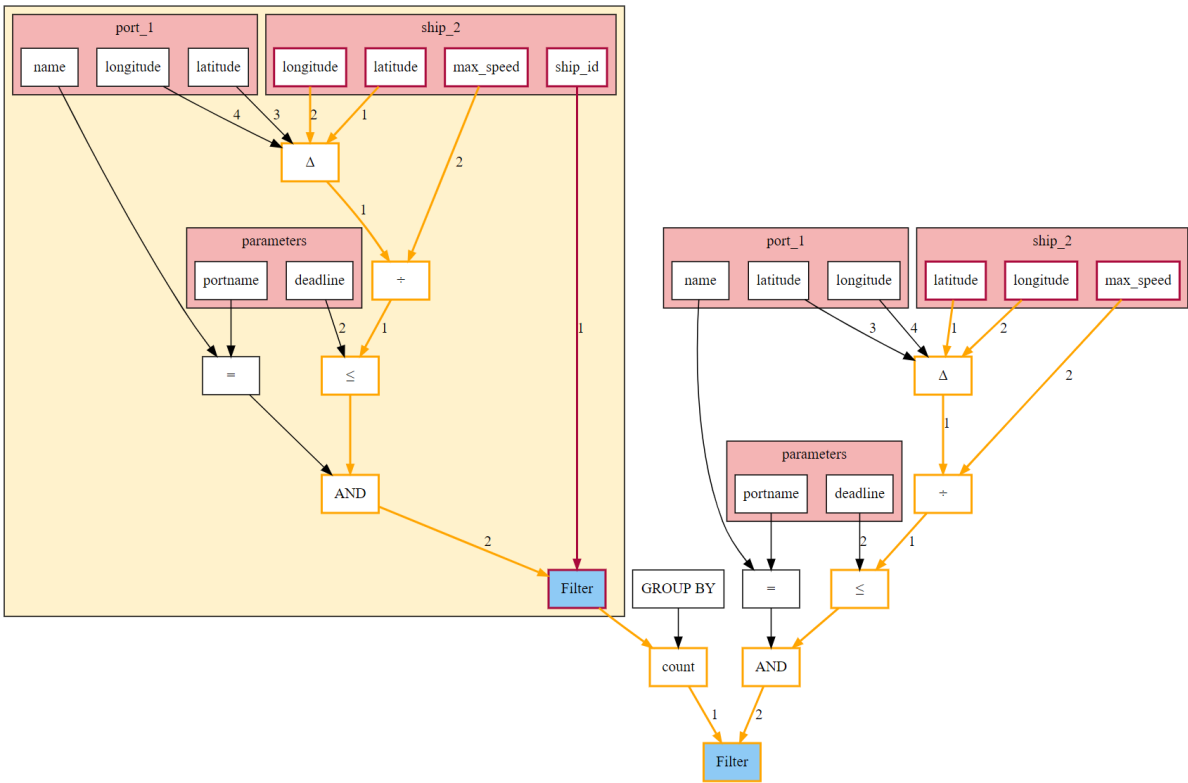 port_1
ship_2
name
longitude
latitude
longitude
latitude
max_speed
ship_id
4
3
2
1
Δ
2
1
parameters
portname
deadline
÷
port_1
ship_2
name
latitude
longitude
latitude
longitude
max_speed
2
1
1
3
4
1
2
=
≤
Δ
2
1
parameters
portname
deadline
AND
÷
2
2
1
Filter
GROUP BY
=
≤
count
AND
1
2
Filter